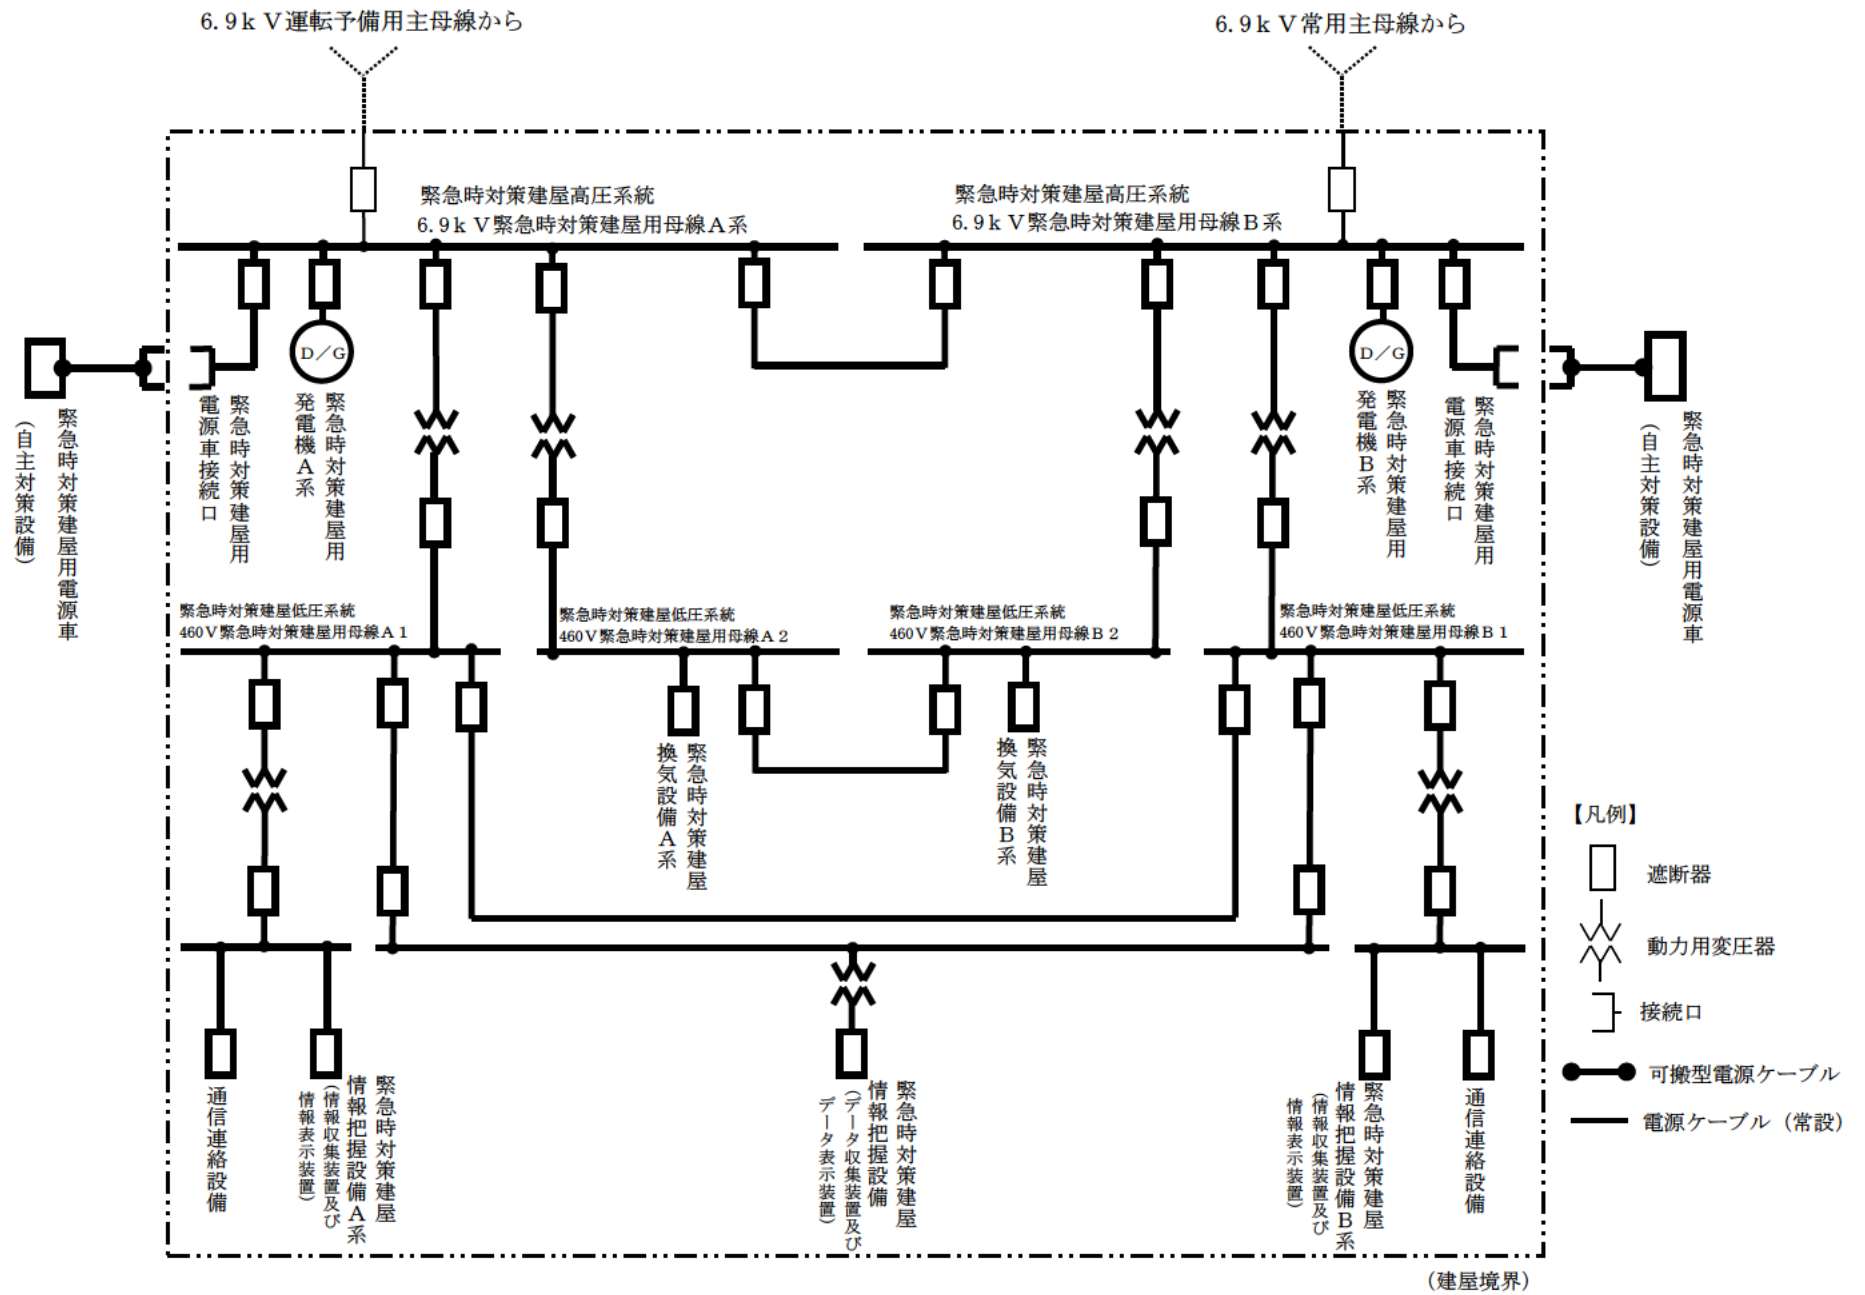 6.9kV運転予備用主母線から
6.9kV常用主母線から
緊急時対策建屋高圧系統
6.9kV緊急時対策建屋用母線A系
緊急時対策建屋高圧系統
6.9kV緊急時対策建屋用母線B系
D/G
D/G
緊急時対策建屋用電源車
(自主対策設備)
緊急時対策建屋用
電源車接続口
緊急時対策建屋用
発電機A系
緊急時対策建屋用
発電機B系
緊急時対策建屋用
電源車接続口
緊急時対策建屋用電源車
(自主対策設備)
緊急時対策建屋低圧系統
460V緊急時対策建屋用母線A1
緊急時対策建屋低圧系統
460V緊急時対策建屋用母線A2
緊急時対策建屋低圧系統
460V緊急時対策建屋用母線B2
緊急時対策建屋低圧系統
460V緊急時対策建屋用母線B1
緊急時対策建屋
換気設備A系
緊急時対策建屋
換気設備B系
通信連絡設備
緊急時対策建屋
情報把握設備A系
(情報収集装置及び
情報表示装置)
緊急時対策建屋
情報把握設備
(データ収集装置及び
データ表示装置)
緊急時対策建屋
情報把握設備B系
(情報収集装置及び
情報表示装置)
通信連絡設備
【凡例】
遮断器
動力用変圧器
接続口
可搬型電源ケーブル
電源ケーブル(常設)
(建屋境界)